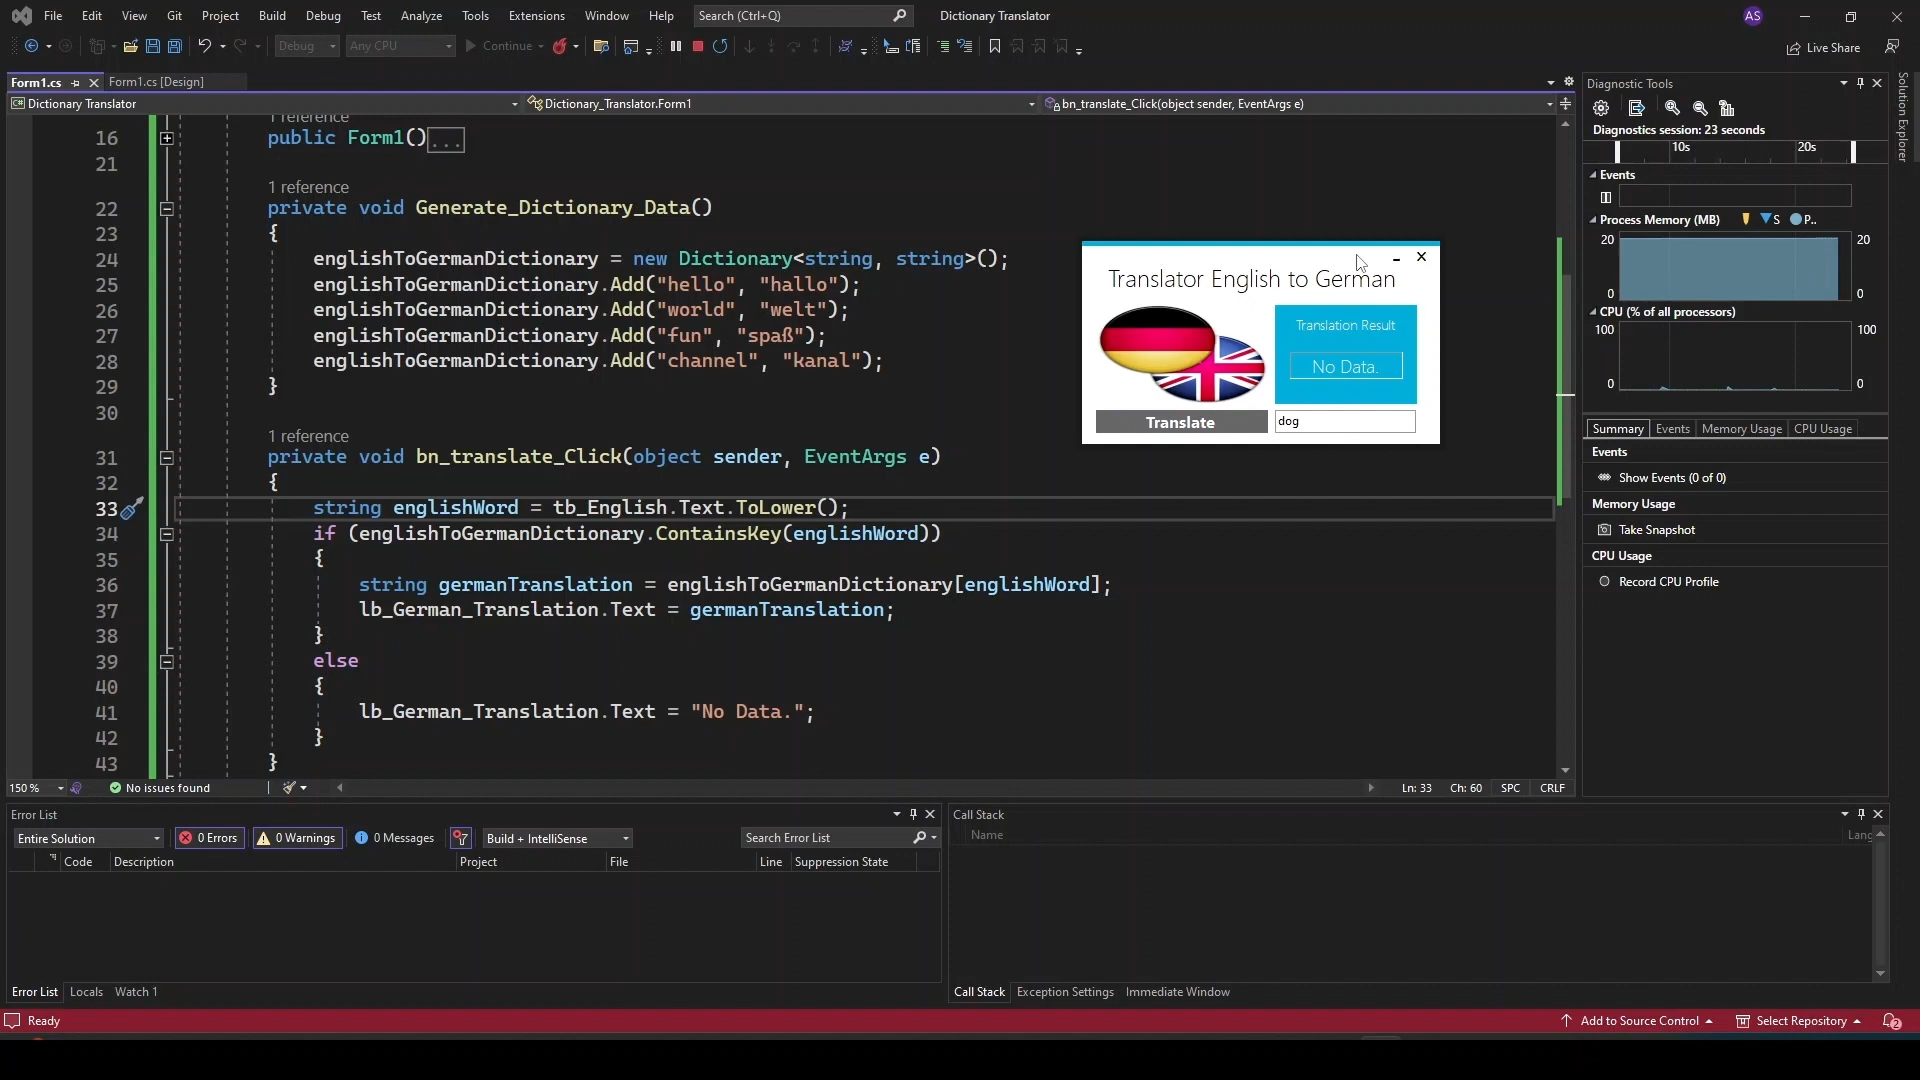 File Edit View Git Project Build Debug Test Analyze Tools Extensions Window Help Search (Ctrl+Q) Dictionary Translator AS
Debug Any CPU Continue Live Share
Form1.cs Form1.cs [Design]
Dictionary Translator Dictionary_Translator.Form1 bn_translate_Click(object sender, EventArgs e)
1 reference
16 public Form1()...
21
1 reference
22 private void Generate_Dictionary_Data()
23 {
24 englishToGermanDictionary = new Dictionary<string, string>();
25 englishToGermanDictionary.Add("hello", "hallo");
26 englishToGermanDictionary.Add("world", "welt");
27 englishToGermanDictionary.Add("fun", "spaß");
28 englishToGermanDictionary.Add("channel", "kanal");
29 }
30
1 reference
31 private void bn_translate_Click(object sender, EventArgs e)
32 {
33 string englishWord = tb_English.Text.ToLower();
34 if (englishToGermanDictionary.ContainsKey(englishWord))
35 {
36 string germanTranslation = englishToGermanDictionary[englishWord];
37 lb_German_Translation.Text = germanTranslation;
38 }
39 else
40 {
41 lb_German_Translation.Text = "No Data.";
42 }
43 }
Translator English to German
Translation Result
No Data.
Translate dog
150 % No issues found Ln: 33 Ch: 60 SPC CRLF
Diagnostic Tools
Diagnostics session: 23 seconds
10s 20s
Events
Process Memory (MB) S P..
20 20
0 0
CPU (% of all processors)
100 100
0 0
Summary Events Memory Usage CPU Usage
Events
Show Events (0 of 0)
Memory Usage
Take Snapshot
CPU Usage
Record CPU Profile
Solution Explorer
Error List
Entire Solution 0 Errors 0 Warnings 0 Messages Build + IntelliSense Search Error List
Code Description Project File Line Suppression State
Error List Locals Watch 1
Call Stack
Name Lang
Call Stack Exception Settings Immediate Window
Ready Add to Source Control Select Repository 2